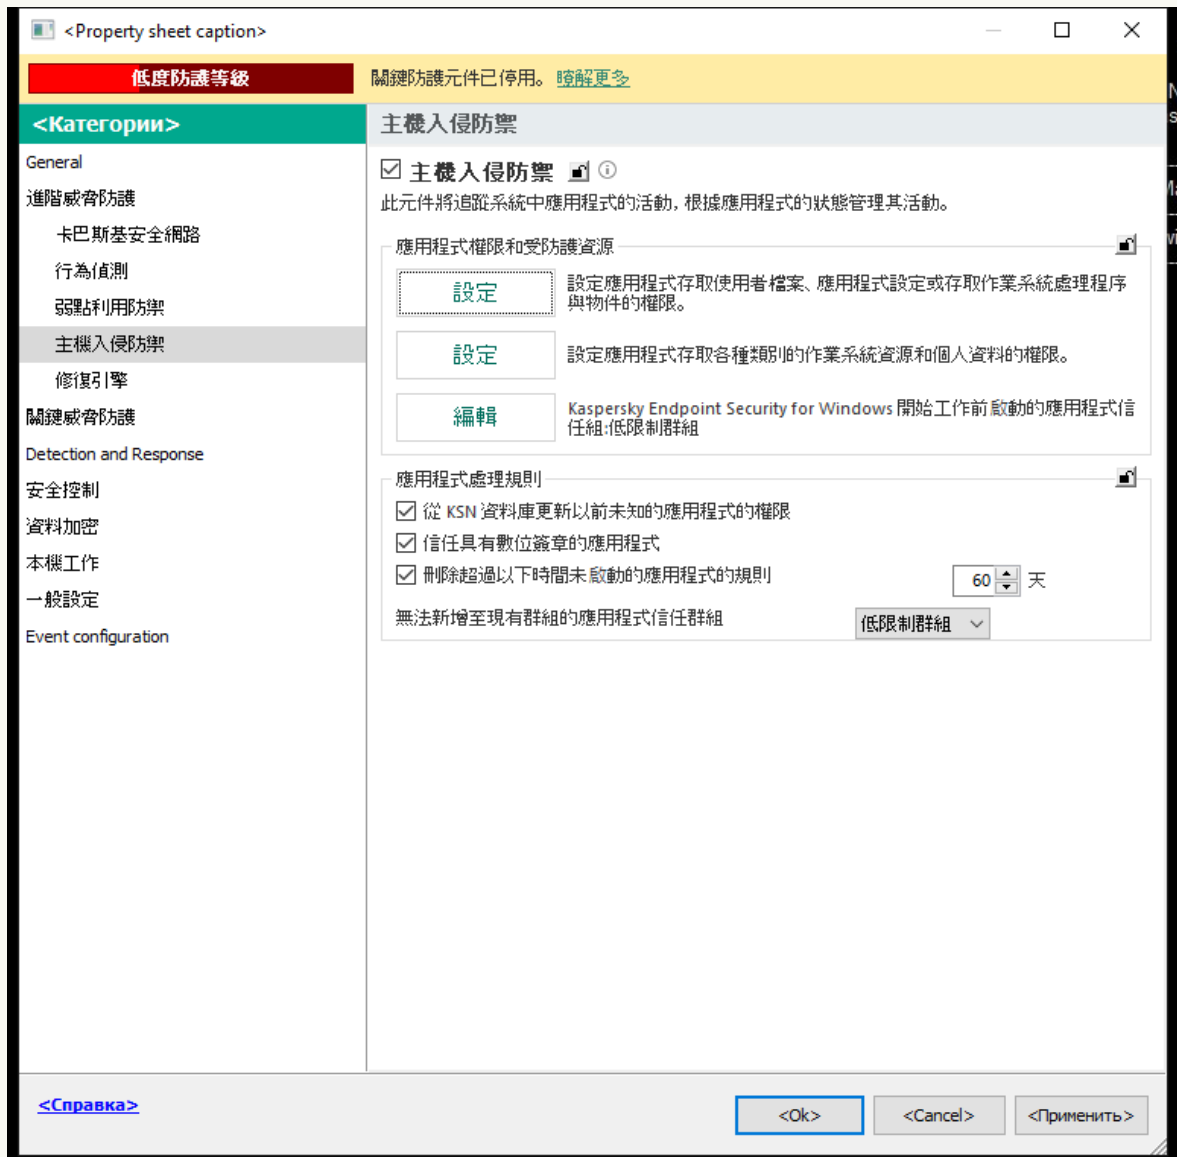 <Property sheet caption>
低度防護等級
關鍵防護元件已停用。 瞭解更多
<Категории>
General
進階威脅防護
卡巴斯基安全網路
行為偵測
弱點利用防禦
主機入侵防禦
修復引擎
關鍵威脅防護
Detection and Response
安全控制
資料加密
本機工作
一般設定
Event configuration
主機入侵防禦
主機入侵防禦
此元件將追蹤系統中應用程式的活動, 根據應用程式的狀態管理其活動。
應用程式權限和受防護資源
設定
設定應用程式存取使用者檔案、應用程式設定或存取作業系統處理程序
與物件的權限。
設定
設定應用程式存取各種類別的作業系統資源和個人資料的權限。
編輯
Kaspersky Endpoint Security for Windows 開始工作前啟動的應用程式信
任組:低限制群組
應用程式處理規則
從 KSN 資料庫更新以前未知的應用程式的權限
信任具有數位簽章的應用程式
刪除超過以下時間未啟動的應用程式的規則
60 天
無法新增至現有群組的應用程式信任群組
低限制群組
<Справка>
<Ok>
<Cancel>
<Применить>